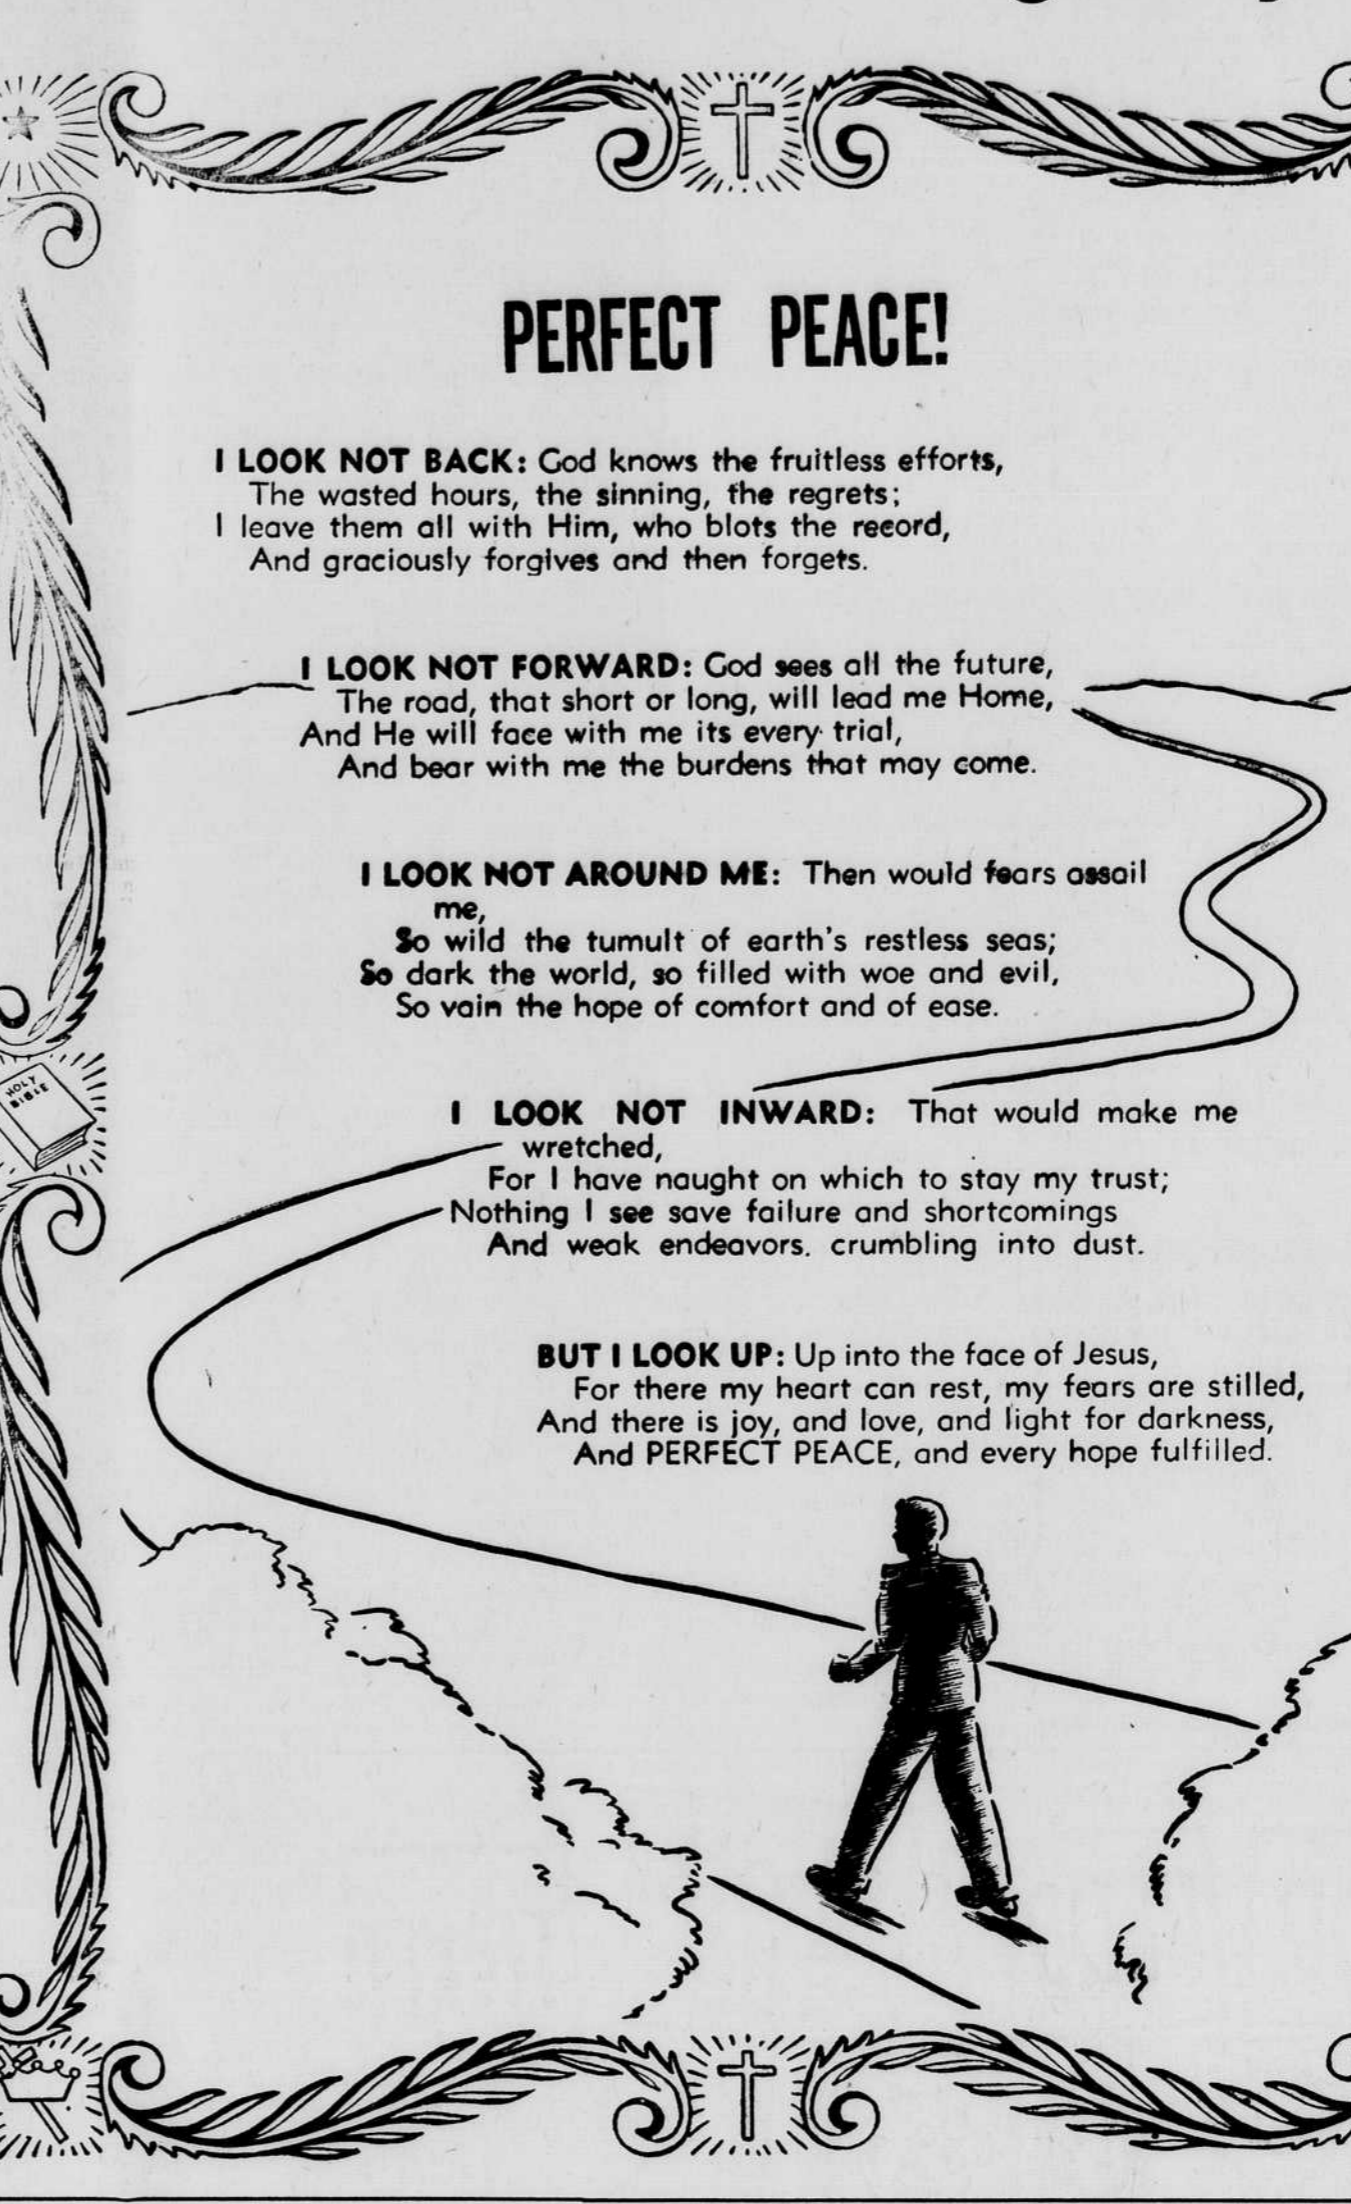 PERFECT PEACE!
I LOOK NOT BACK: God knows the fruitless efforts,
The wasted hours, the sinning, the regrets;
I leave them all with Him, who blots the record,
And graciously forgives and then forgets.
I LOOK NOT FORWARD: God sees all the future,
The road, that short or long, will lead me Home,
And He will face with me its every trial,
And bear with me the burdens that may come.
I LOOK NOT AROUND ME: Then would fears assail
me,
So wild the tumult of earth's restless seas;
So dark the world, so filled with woe and evil,
So vain the hope of comfort and of ease.
HOLY
BIBLE
I LOOK NOT INWARD: That would make me
wretched,
For I have naught on which to stay my trust;
Nothing I see save failure and shortcomings
And weak endeavors. crumbling into dust.
BUT I LOOK UP: Up into the face of Jesus,
For there my heart can rest, my fears are stilled,
And there is joy, and love, and light for darkness,
And PERFECT PEACE, and every hope fulfilled.